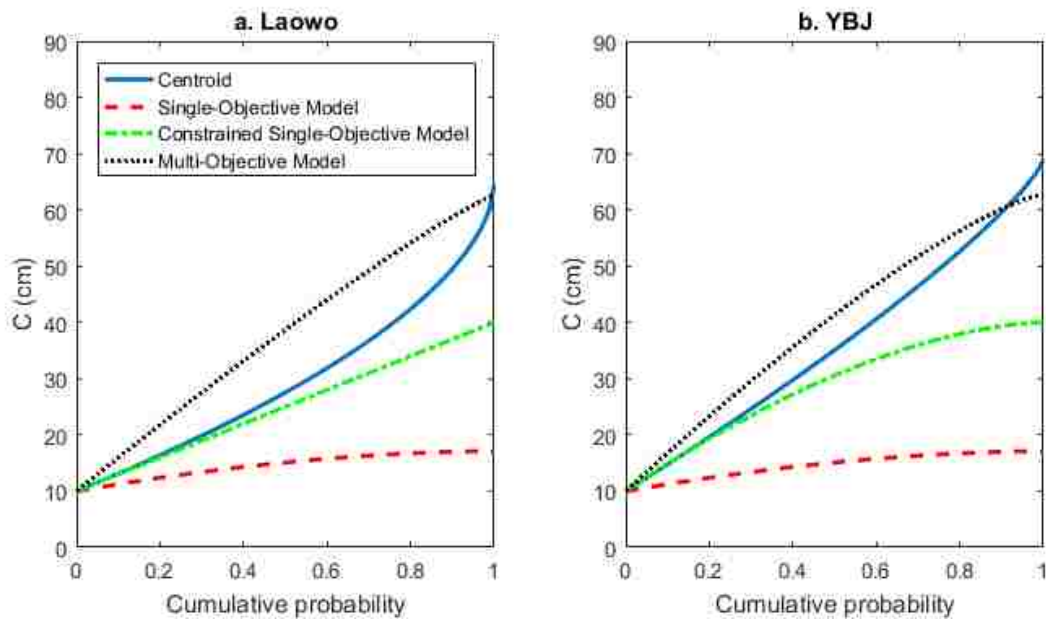 a. Laowo
90
80
70
60
50
40
30
20
10
0
C (cm)
Centroid
Single-Objective Model
Constrained Single-Objective Model
Multi-Objective Model
0 0.2 0.4 0.6 0.8 1
Cumulative probability
b. YBJ
90
80
70
60
50
40
30
20
10
0
C (cm)
0 0.2 0.4 0.6 0.8 1
Cumulative probability